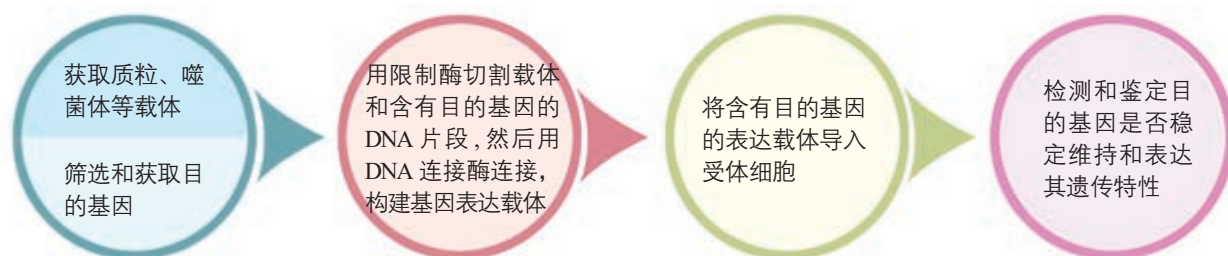 获取质粒、噬
菌体等载体
筛选和获取目
的基因
用限制酶切割载体
和含有目的基因的
DNA 片段,然后用
DNA 连接酶连接,
构建基因表达载体
将含有目的基因
的表达载体导入
受体细胞
检测和鉴定目
的基因是否稳
定维持和表达
其遗传特性